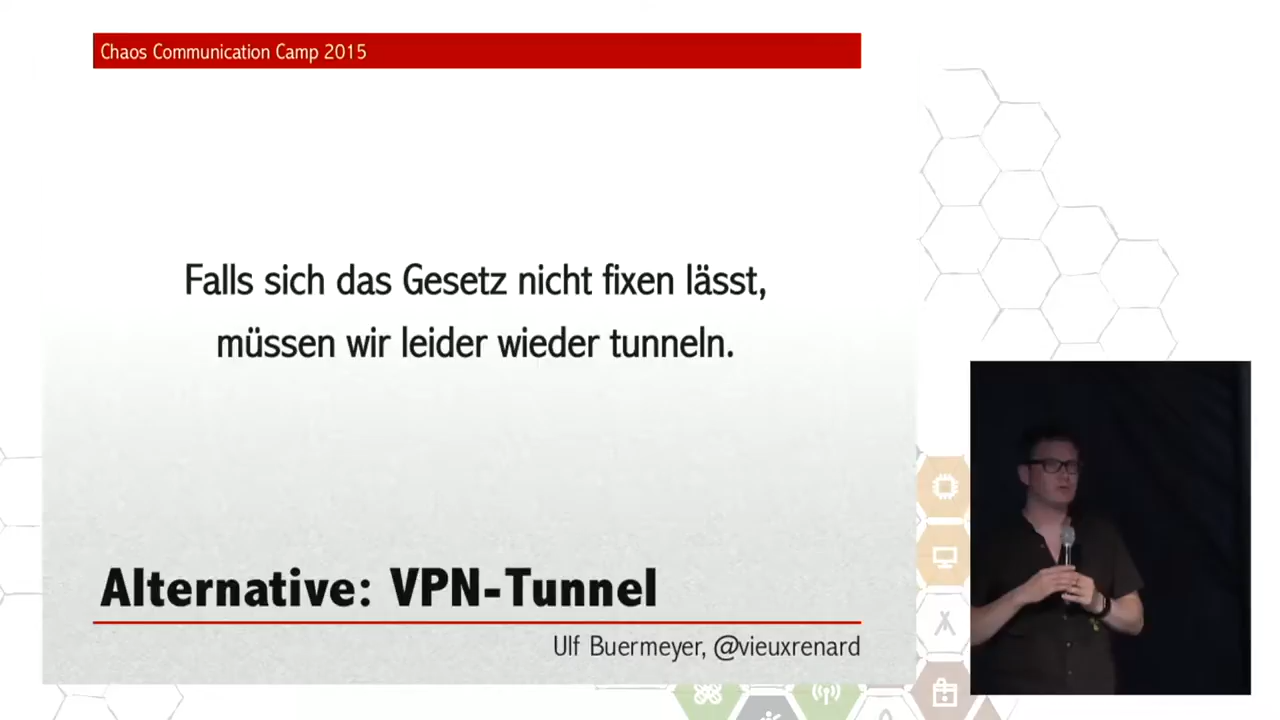 Chaos Communication Camp 2015
Falls sich das Gesetz nicht fixen lässt,
müssen wir leider wieder tunneln.
Alternative: VPN-Tunnel
Ulf Buermeyer, @vieuxrenard